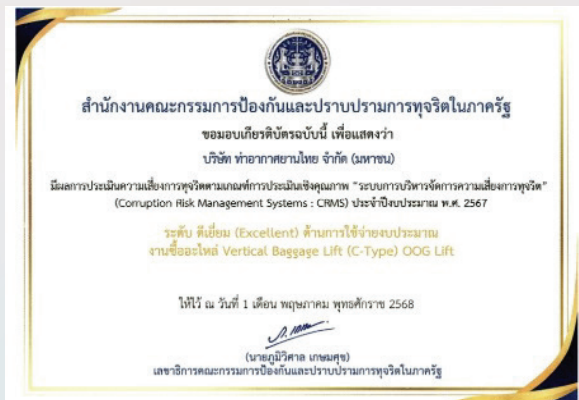 สำนักงานคณะกรรมการป้องกันและปราบปรามการทุจริตในภาครัฐ
ขอมอบเกียรติบัตรฉบับนี้ เพื่อแสดงว่า
บริษัท ท่าอากาศยานไทย จำกัด (มหาชน)
มีผลการประเมินความเสี่ยงการทุจริตตามเกณฑ์การประเมินเชิงคุณภาพ "ระบบการบริหารจัดการความเสี่ยงการทุจริต"
(Corruption Risk Management Systems : CRMS) ประจำปีงบประมาณ พ.ศ. 2567
ระดับ ดีเยี่ยม (Excellent) ด้านการใช้จ่ายงบประมาณ
งานซื้ออะไหล่ Vertical Baggage Lift (C-Type) OOG Lift
ให้ไว้ ณ วันที่ 1 เดือน พฤษภาคม พุทธศักราช 2568
(นายภูมิวิศาล เกษมศุข)
เลขาธิการคณะกรรมการป้องกันและปราบปรามการทุจริตในภาครัฐ